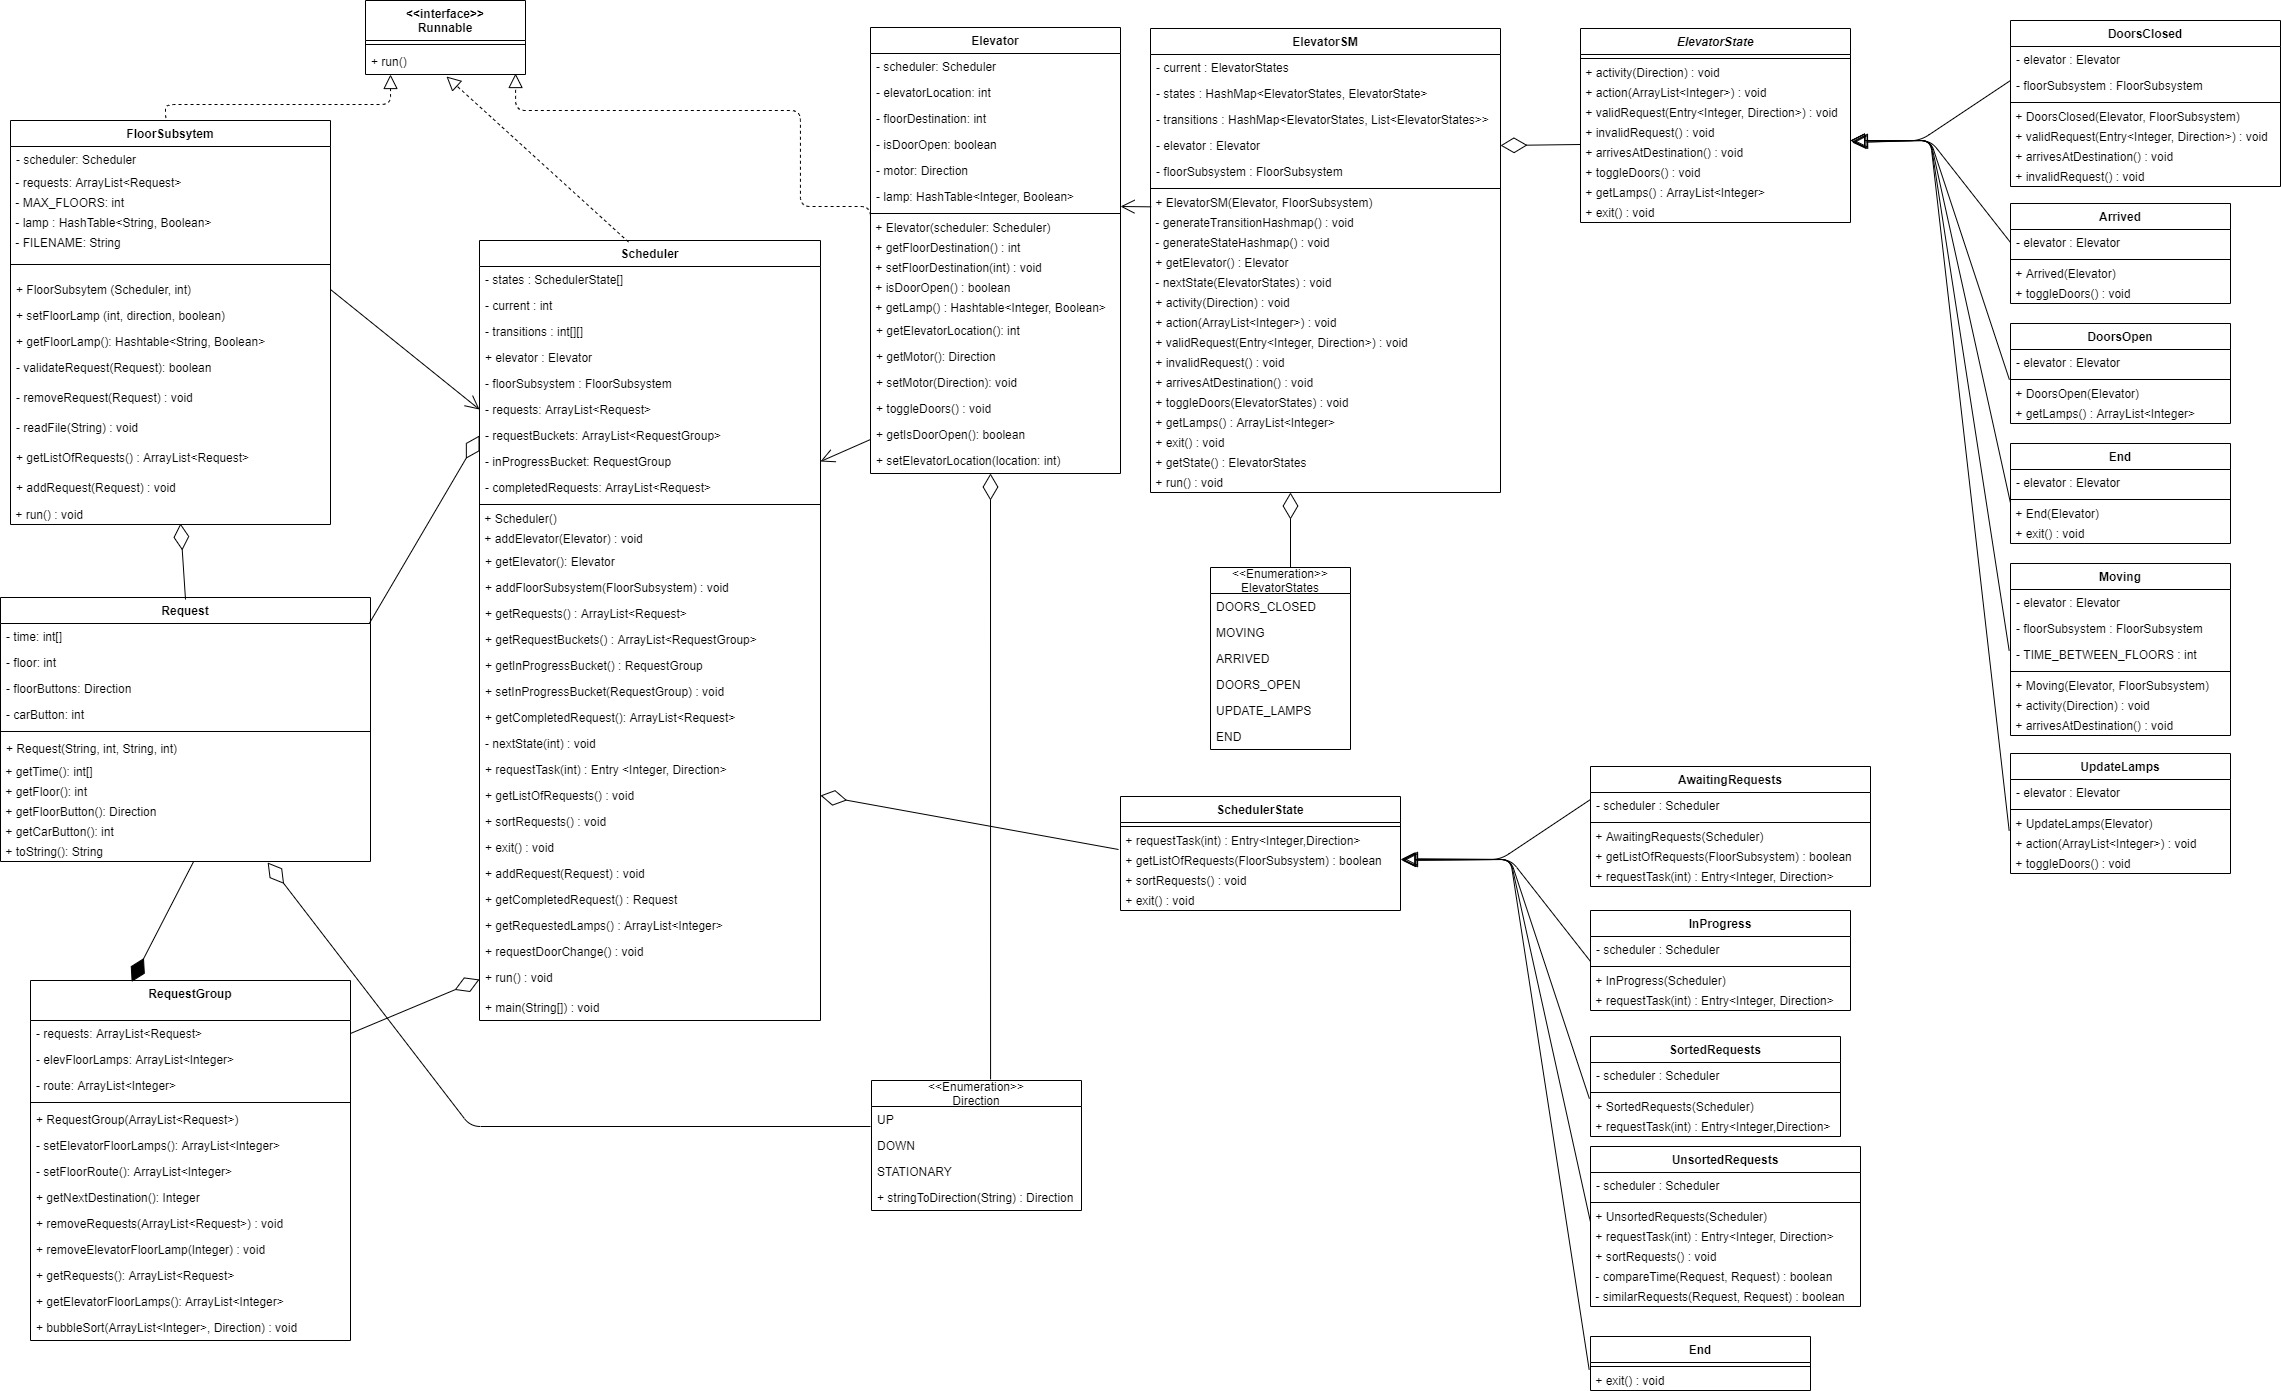 <<interface>>
Runnable
+ run()
FloorSubsytem
- scheduler: Scheduler
- requests: ArrayList<Request>
- MAX_FLOORS: int
- lamp : HashTable<String, Boolean>
- FILENAME: String
+ FloorSubsytem (Scheduler, int)
+ setFloorLamp (int, direction, boolean)
+ getFloorLamp(): Hashtable<String, Boolean>
- validateRequest(Request): boolean
- removeRequest(Request) : void
- readFile(String) : void
+ getListOfRequests() : ArrayList<Request>
+ addRequest(Request) : void
+ run() : void
Request
- time: int[]
- floor: int
- floorButtons: Direction
- carButton: int
+ Request(String, int, String, int)
+ getTime(): int[]
+ getFloor(): int
+ getFloorButton(): Direction
+ getCarButton(): int
+ toString(): String
RequestGroup
- requests: ArrayList<Request>
- elevFloorLamps: ArrayList<Integer>
- route: ArrayList<Integer>
+ RequestGroup(ArrayList<Request>)
- setElevatorFloorLamps(): ArrayList<Integer>
- setFloorRoute(): ArrayList<Integer>
+ getNextDestination(): Integer
+ removeRequests(ArrayList<Request>) : void
+ removeElevatorFloorLamp(Integer) : void
+ getRequests(): ArrayList<Request>
+ getElevatorFloorLamps(): ArrayList<Integer>
+ bubbleSort(ArrayList<Integer>, Direction) : void
Scheduler
- states : SchedulerState[]
- current : int
- transitions : int[][]
+ elevator : Elevator
- floorSubsystem : FloorSubsystem
- requests: ArrayList<Request>
- requestBuckets: ArrayList<RequestGroup>
- inProgressBucket: RequestGroup
- completedRequests: ArrayList<Request>
+ Scheduler()
+ addElevator(Elevator) : void
+ getElevator(): Elevator
+ addFloorSubsystem(FloorSubsystem) : void
+ getRequests() : ArrayList<Request>
+ getRequestBuckets() : ArrayList<RequestGroup>
+ getInProgressBucket() : RequestGroup
+ setInProgressBucket(RequestGroup) : void
+ getCompletedRequest(): ArrayList<Request>
- nextState(int) : void
+ requestTask(int) : Entry <Integer, Direction>
+ getListOfRequests() : void
+ sortRequests() : void
+ exit() : void
+ addRequest(Request) : void
+ getCompletedRequest() : Request
+ getRequestedLamps() : ArrayList<Integer>
+ requestDoorChange() : void
+ run() : void
+ main(String[]) : void
Elevator
- scheduler: Scheduler
- elevatorLocation: int
- floorDestination: int
- isDoorOpen: boolean
- motor: Direction
- lamp: HashTable<Integer, Boolean>
+ Elevator(scheduler: Scheduler)
+ getFloorDestination() : int
+ setFloorDestination(int) : void
+ isDoorOpen() : boolean
+ getLamp() : Hashtable<Integer, Boolean>
+ getElevatorLocation(): int
+ getMotor(): Direction
+ setMotor(Direction): void
+ toggleDoors() : void
+ getIsDoorOpen(): boolean
+ setElevatorLocation(location: int)
<<Enumeration>>
Direction
UP
DOWN
STATIONARY
+ stringToDirection(String) : Direction
ElevatorSM
- current : ElevatorStates
- states : HashMap<ElevatorStates, ElevatorState>
- transitions : HashMap<ElevatorStates, List<ElevatorStates>>
- elevator : Elevator
- floorSubsystem : FloorSubsystem
+ ElevatorSM(Elevator, FloorSubsystem)
- generateTransitionHashmap() : void
- generateStateHashmap() : void
+ getElevator() : Elevator
- nextState(ElevatorStates) : void
+ activity(Direction) : void
+ action(ArrayList<Integer>) : void
+ validRequest(Entry<Integer, Direction>) : void
+ invalidRequest() : void
+ arrivesAtDestination() : void
+ toggleDoors(ElevatorStates) : void
+ getLamps() : ArrayList<Integer>
+ exit() : void
+ getState() : ElevatorStates
+ run() : void
<<Enumeration>>
ElevatorStates
DOORS_CLOSED
MOVING
ARRIVED
DOORS_OPEN
UPDATE_LAMPS
END
SchedulerState
+ requestTask(int) : Entry<Integer,Direction>
+ getListOfRequests(FloorSubsystem) : boolean
+ sortRequests() : void
+ exit() : void
ElevatorState
+ activity(Direction) : void
+ action(ArrayList<Integer>) : void
+ validRequest(Entry<Integer, Direction>) : void
+ invalidRequest() : void
+ arrivesAtDestination() : void
+ toggleDoors() : void
+ getLamps() : ArrayList<Integer>
+ exit() : void
AwaitingRequests
- scheduler : Scheduler
+ AwaitingRequests(Scheduler)
+ getListOfRequests(FloorSubsystem) : boolean
+ requestTask(int) : Entry<Integer, Direction>
InProgress
- scheduler : Scheduler
+ InProgress(Scheduler)
+ requestTask(int) : Entry<Integer, Direction>
SortedRequests
- scheduler : Scheduler
+ SortedRequests(Scheduler)
+ requestTask(int) : Entry<Integer,Direction>
UnsortedRequests
- scheduler : Scheduler
+ UnsortedRequests(Scheduler)
+ requestTask(int) : Entry<Integer, Direction>
+ sortRequests() : void
- compareTime(Request, Request) : boolean
- similarRequests(Request, Request) : boolean
End
+ exit() : void
DoorsClosed
- elevator : Elevator
- floorSubsystem : FloorSubsystem
+ DoorsClosed(Elevator, FloorSubsystem)
+ validRequest(Entry<Integer, Direction>) : void
+ arrivesAtDestination() : void
+ invalidRequest() : void
Arrived
- elevator : Elevator
+ Arrived(Elevator)
+ toggleDoors() : void
DoorsOpen
- elevator : Elevator
+ DoorsOpen(Elevator)
+ getLamps() : ArrayList<Integer>
End
- elevator : Elevator
+ End(Elevator)
+ exit() : void
Moving
- elevator : Elevator
- floorSubsystem : FloorSubsystem
- TIME_BETWEEN_FLOORS : int
+ Moving(Elevator, FloorSubsystem)
+ activity(Direction) : void
+ arrivesAtDestination() : void
UpdateLamps
- elevator : Elevator
+ UpdateLamps(Elevator)
+ action(ArrayList<Integer>) : void
+ toggleDoors() : void